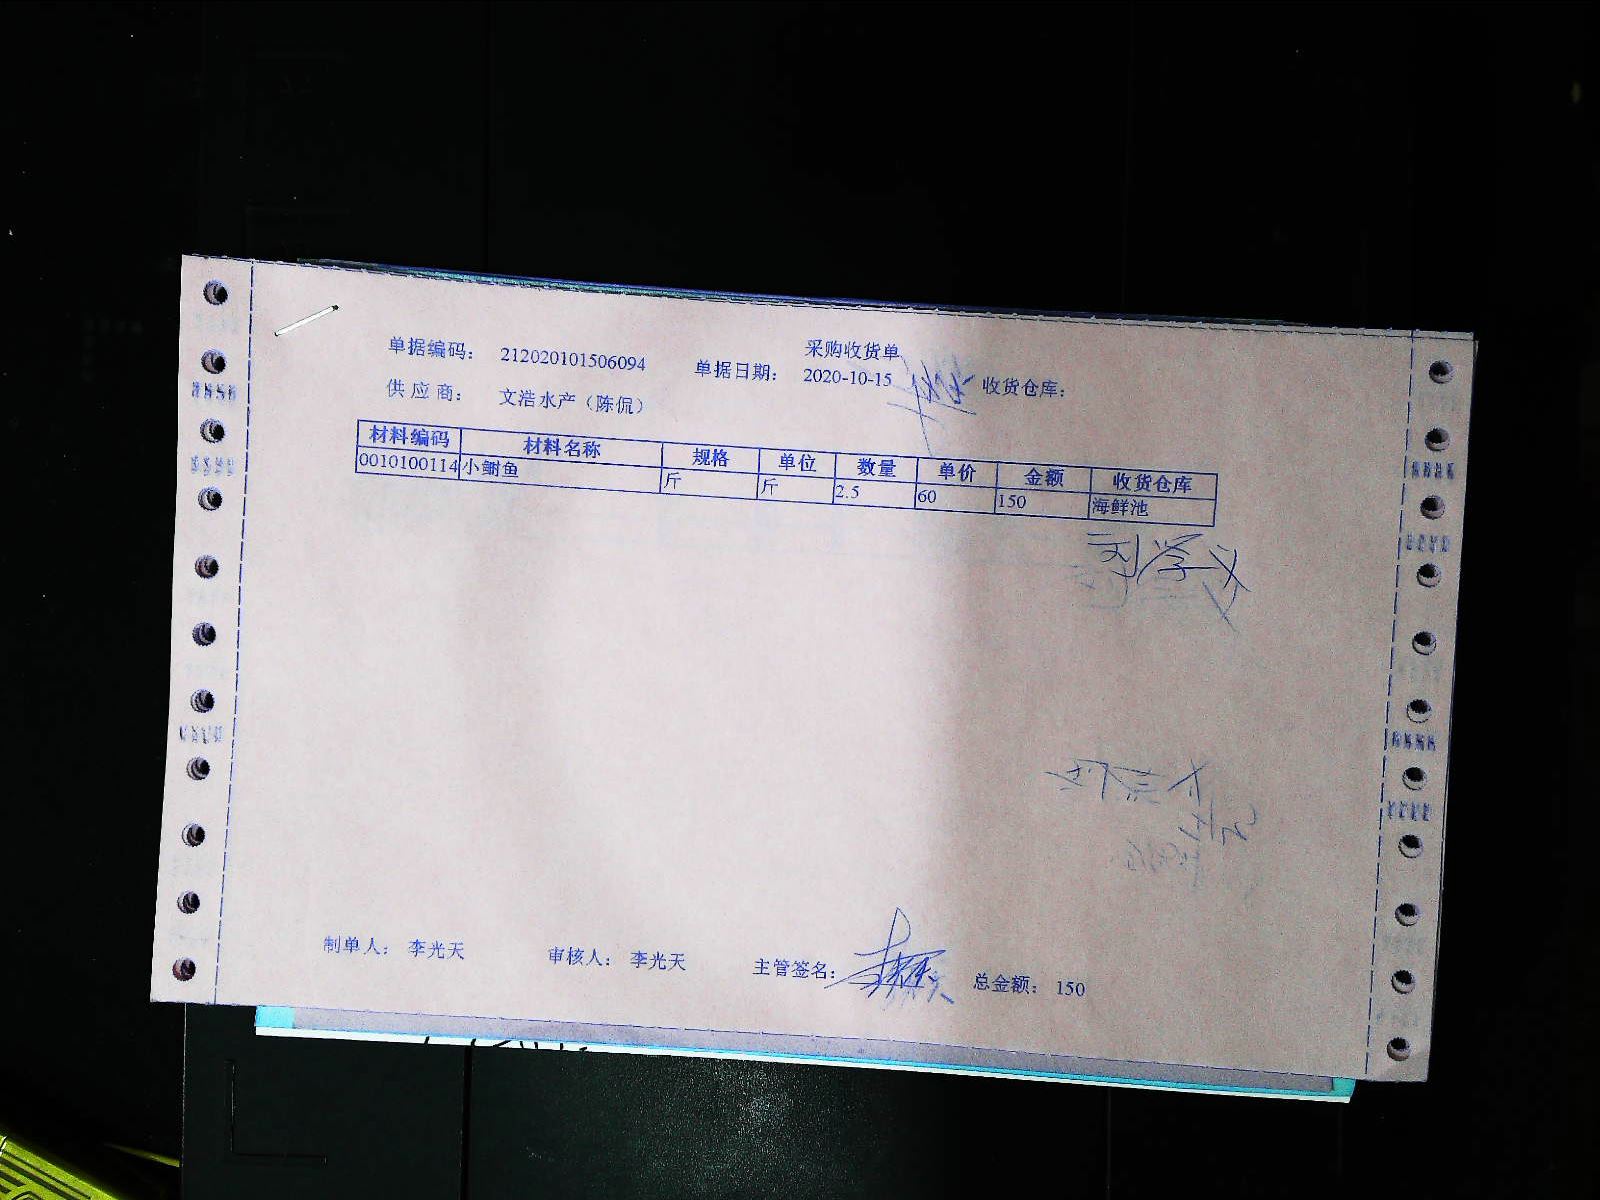 采购收货单
单据编码： 212020101506094 单据日期： 2020-10-15 收货仓库：
供 应 商： 文浩水产（陈侃）
材料编码 材料名称 规格 单位 数量 单价 金额 收货仓库
0010100114 小鲥鱼 斤 斤 2.5 60 150 海鲜池
刘学义
制单人： 李光天 审核人： 李光天 主管签名： 总金额： 150